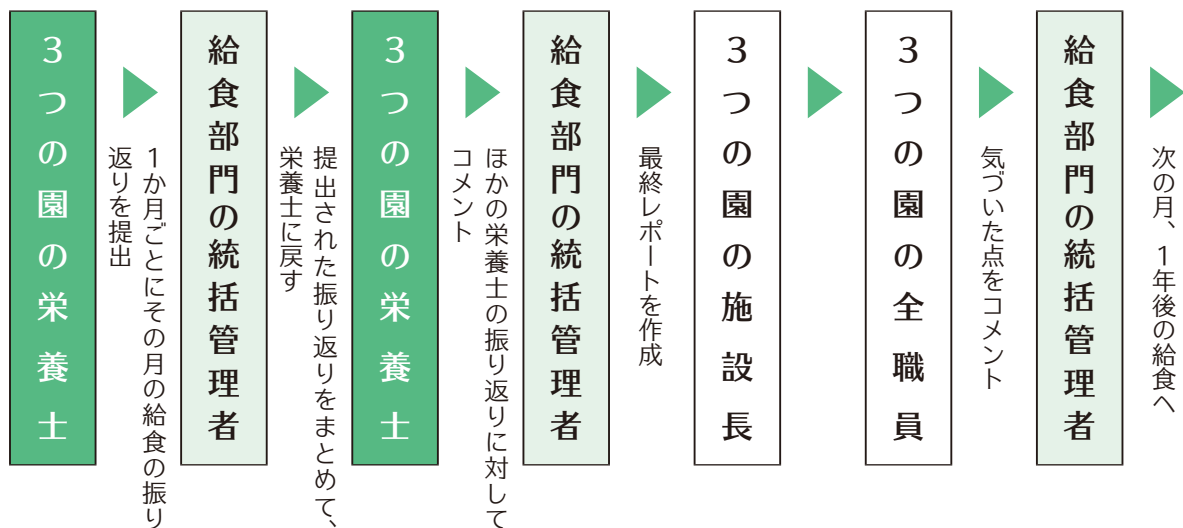 3つの園の栄養士
1か月ごとにその月の給食の振り
返りを提出
給食部門の統括管理者
提出された振り返りをまとめて、
栄養士に戻す
3つの園の栄養士
ほかの栄養士の振り返りに対して
コメント
給食部門の統括管理者
最終レポートを作成
3つの園の施設長
3つの園の全職員
気づいた点をコメント
給食部門の統括管理者
次の月、1年後の給食へ